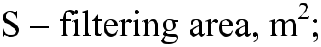 S – filtering area, m²;